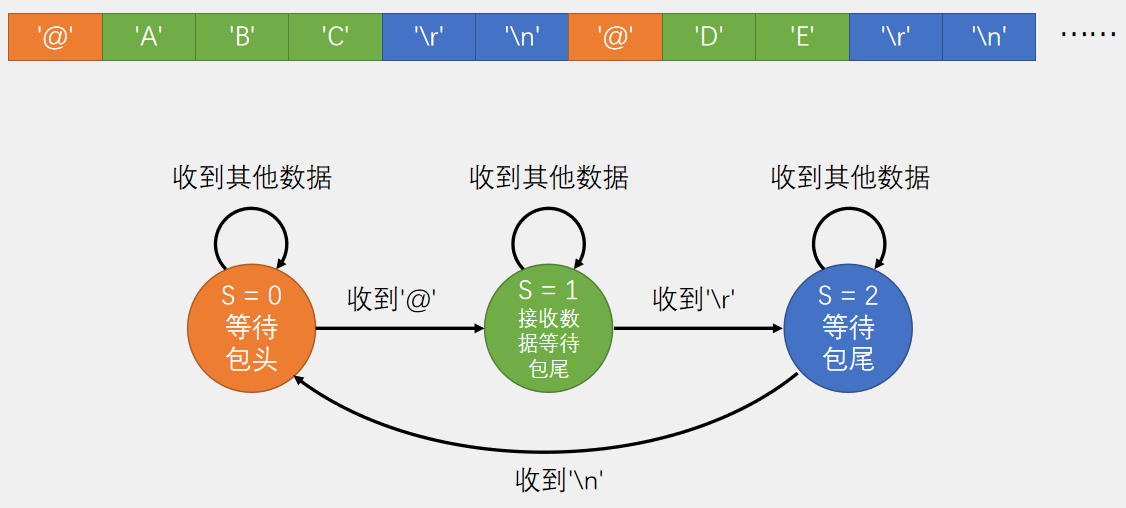 '@' 'A' 'B' 'C' '\r' '\n' '@' 'D' 'E' '\r' '\n' ……
收到其他数据 收到其他数据 收到其他数据
S = 0
等待
包头
收到'@'
S = 1
接收数
据等待
包尾
收到'\r'
S = 2
等待
包尾
收到'\n'